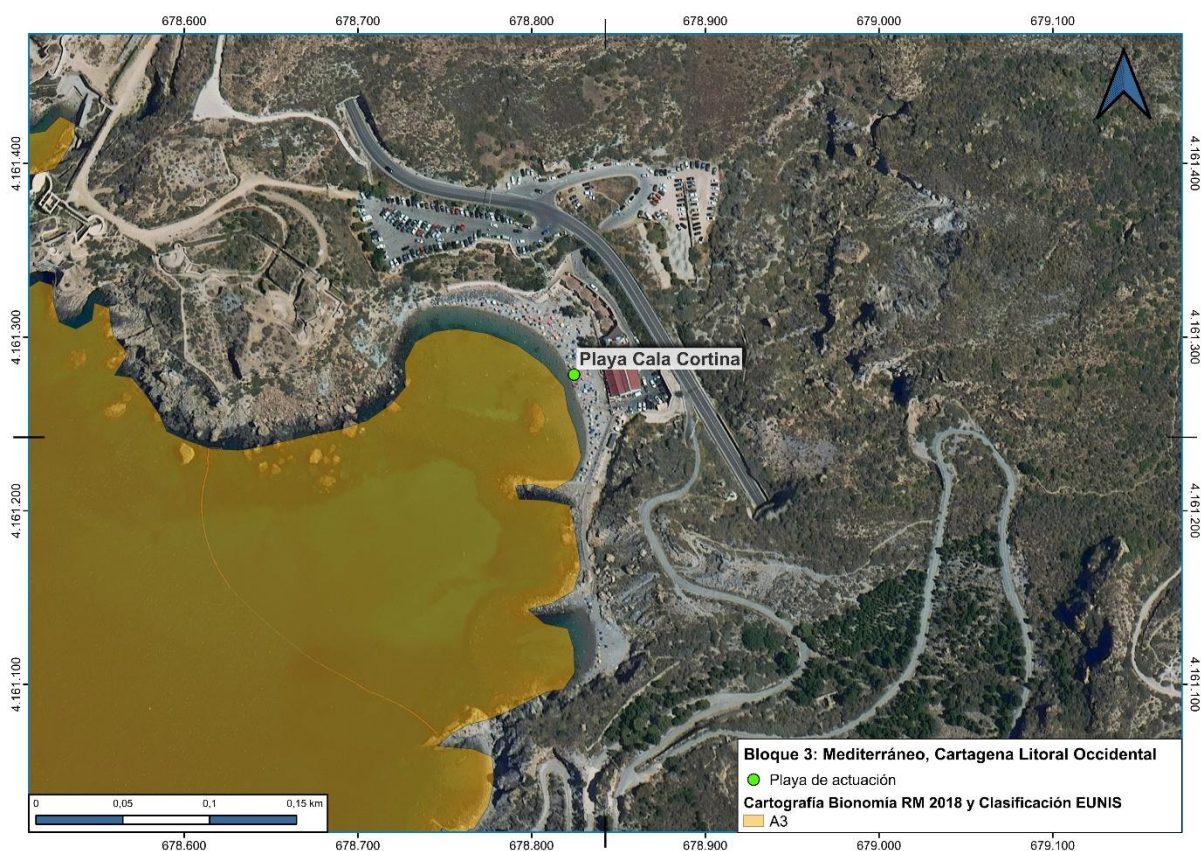 678.600 678.700 678.800 678.900 679.000 679.100
4.161.400 4.161.400
4.161.300 4.161.300
Playa Cala Cortina
4.161.200 4.161.200
4.161.100 4.161.100
Bloque 3: Mediterráneo, Cartagena Litoral Occidental
Playa de actuación
Cartografía Bionomía RM 2018 y Clasificación EUNIS
A3
0 0,05 0,1 0,15 km
678.600 678.700 678.800 678.900 679.000 679.100